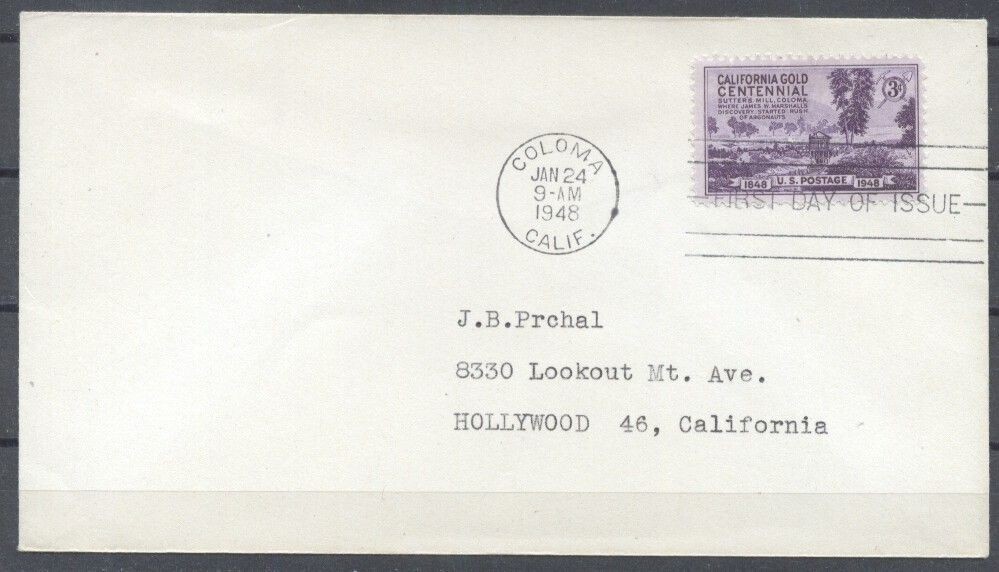 CALIFORNIA GOLD
CENTENNIAL
SUTTER'S MILL, COLOMA
WHERE JAMES W. MARSHALL'S
DISCOVERY STARTED RUSH
OF ARGONAUTS
3¢
1848 U.S. POSTAGE 1948
COLOMA
JAN 24
9-AM
1948
CALIF.
FIRST DAY OF ISSUE
J.B.Prchal
8330 Lookout Mt. Ave.
HOLLYWOOD 46, California